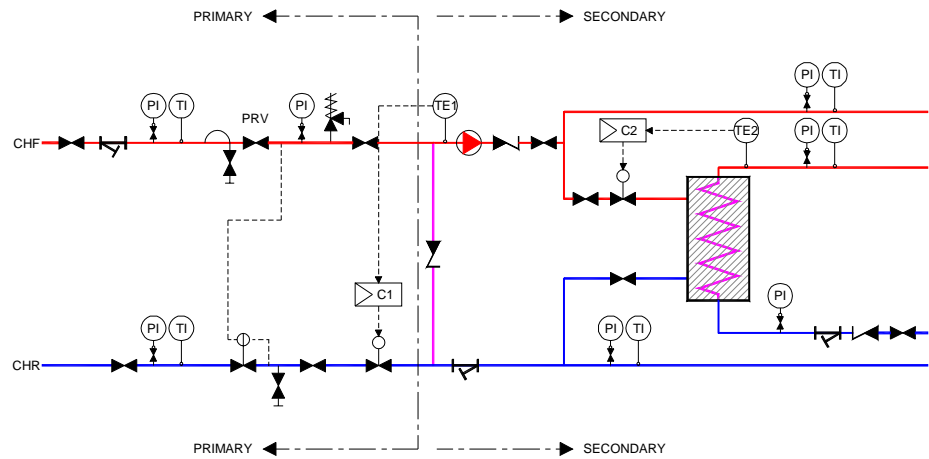 PRIMARY SECONDARY
PI TI
PI TI PI TE1
PRV C2 TE2 PI TI
CHF
C1
PI
PI TI PI TI
CHR
PRIMARY SECONDARY